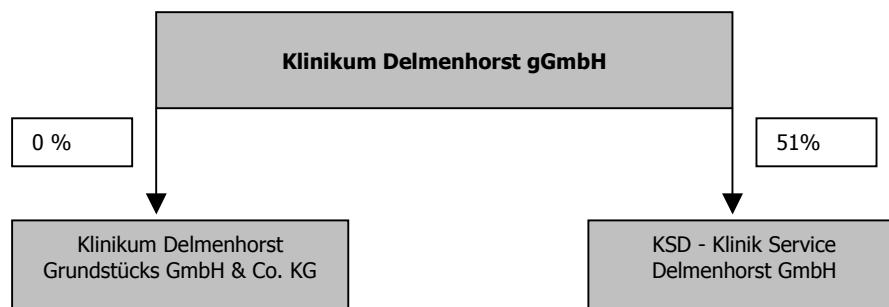 Klinikum Delmenhorst gGmbH
0 %
51%
Klinikum Delmenhorst
Grundstücks GmbH & Co. KG
KSD - Klinik Service
Delmenhorst GmbH